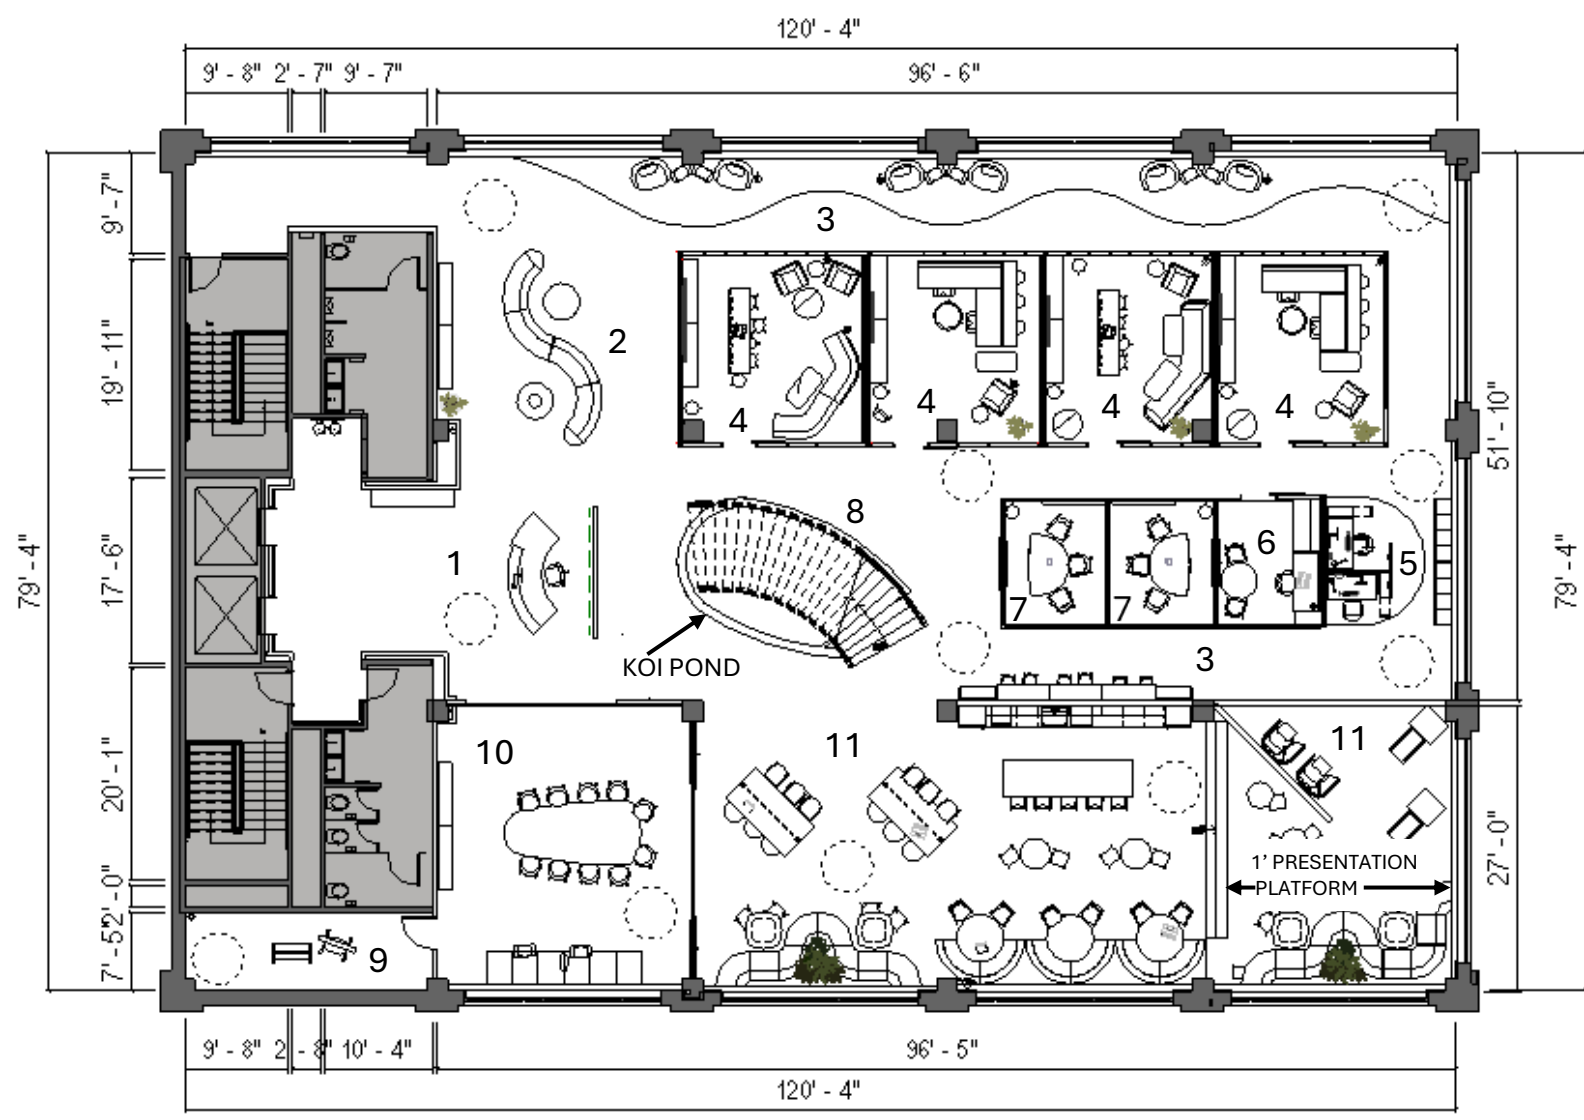 120' - 4"
9' - 8" 2' - 7" 9' - 7" 96' - 6"
9' - 7"
19' - 11"
17' - 6"
20' - 1"
2' - 0"
7' - 5"
79' - 4"
51' - 10"
79' - 4"
27' - 0"
3
2
4 4 4 4
8
1
6
5
7 7
KOI POND
3
10
11
11
1’ PRESENTATION
PLATFORM
9
9' - 8" 2' - 8" 10' - 4" 96' - 5"
120' - 4"